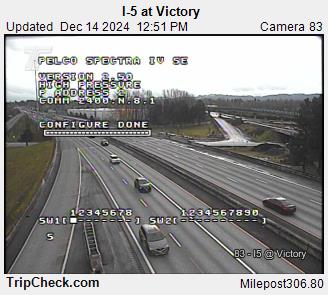 I-5 at Victory
Updated Dec 14 2024 12:51 PM Camera 83
PELCO SPECTRA IV SE
VERSION 2.50
HIGH PRESSURE
P ADDRESS 1
COMM 2400,N,8,1
CONFIGURE DONE
12345678 1234567890
SW1 SW2
S
83 - I5 @ Victory
TripCheck.com Milepost306.80